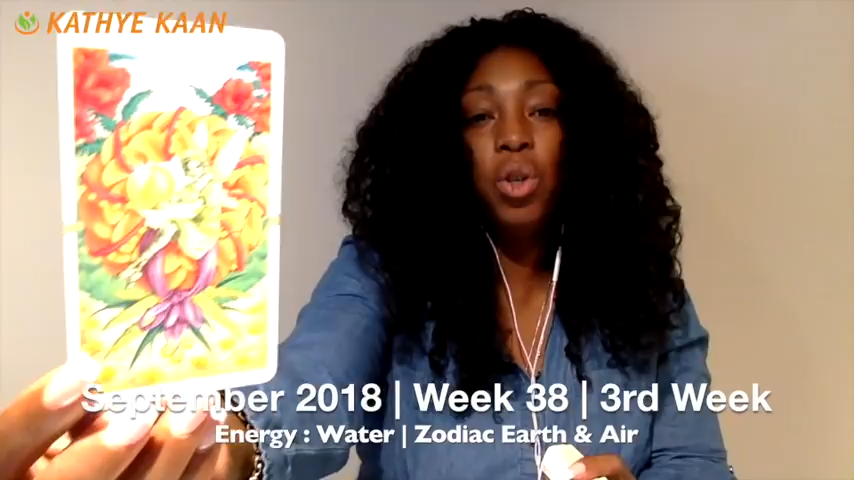 KATHYE KAAN
September 2018 | Week 38 | 3rd Week
Energy : Water | Zodiac Earth & Air